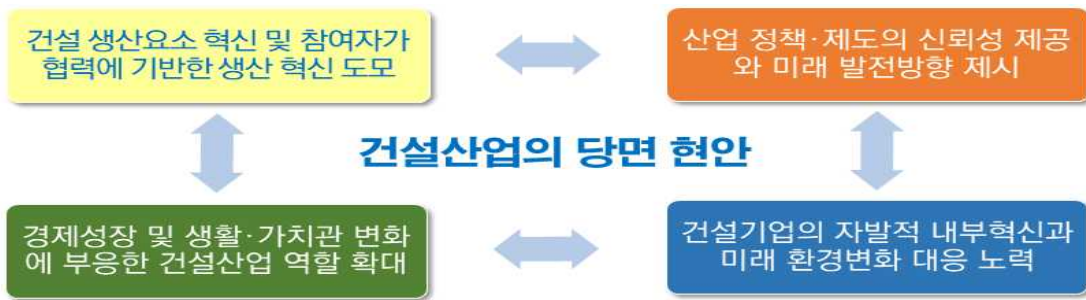 건설 생산요소 혁신 및 참여자가
협력에 기반한 생산 혁신 도모
산업 정책·제도의 신뢰성 제공
와 미래 발전방향 제시
건설산업의 당면 현안
경제성장 및 생활·가치관 변화
에 부응한 건설산업 역할 확대
건설기업의 자발적 내부혁신과
미래 환경변화 대응 노력